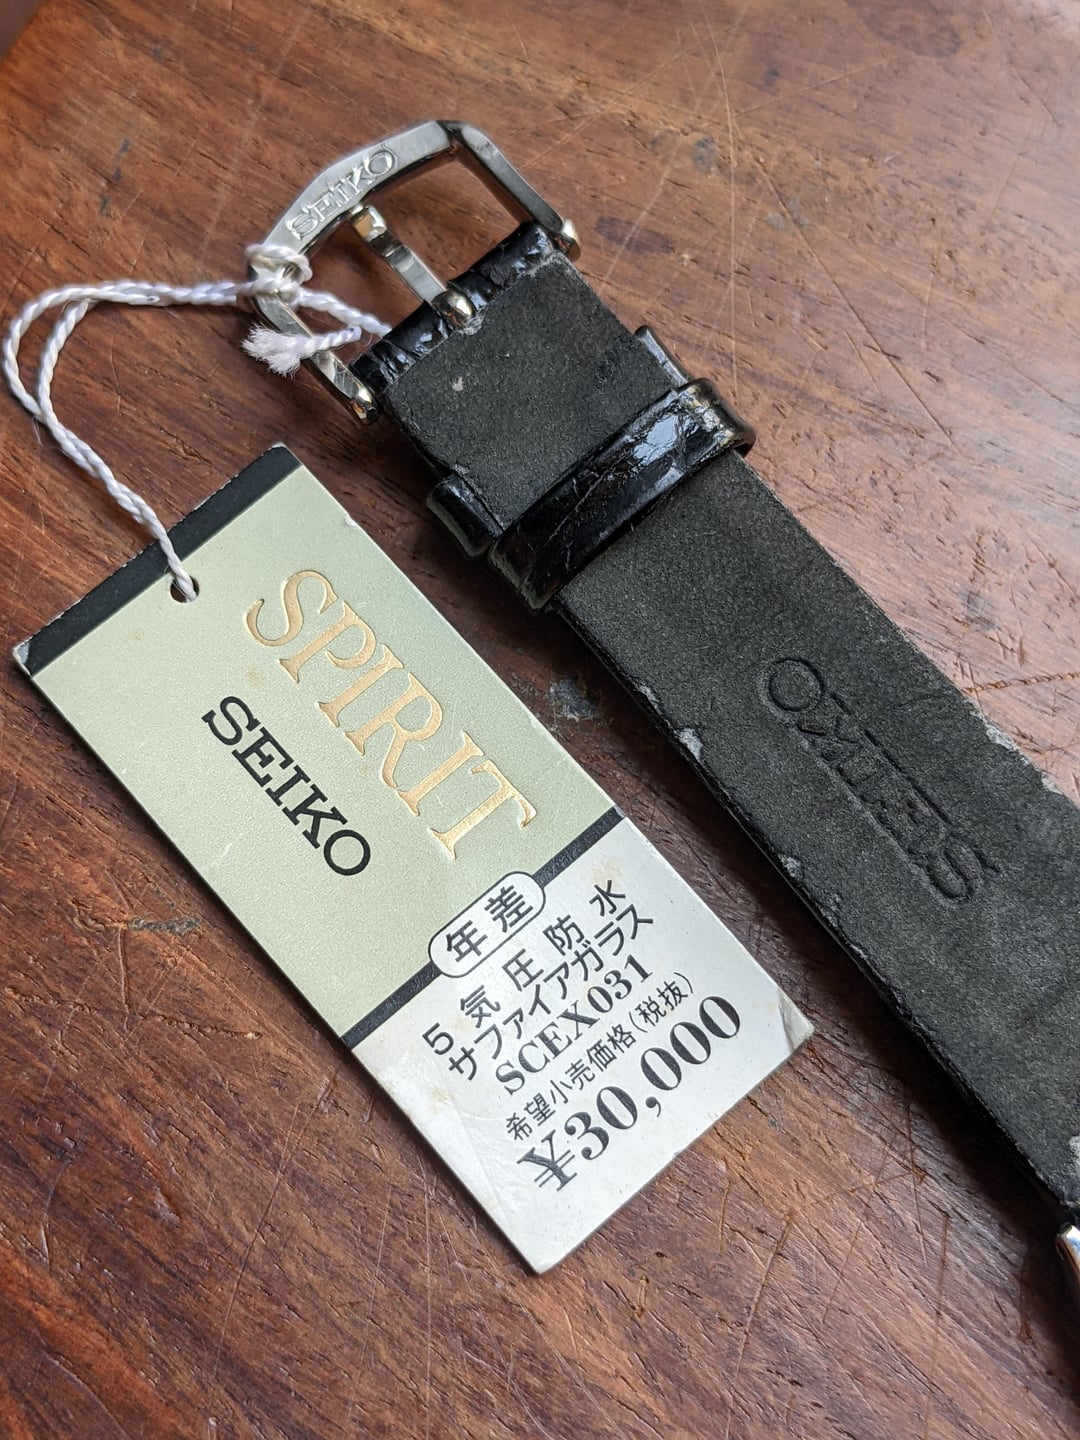 SEIKO
SPIRIT
SEIKO
年差
5気圧防水
サファイアガラス
SCEX031
希望小売価格(税抜)
¥30,000
SEIKO